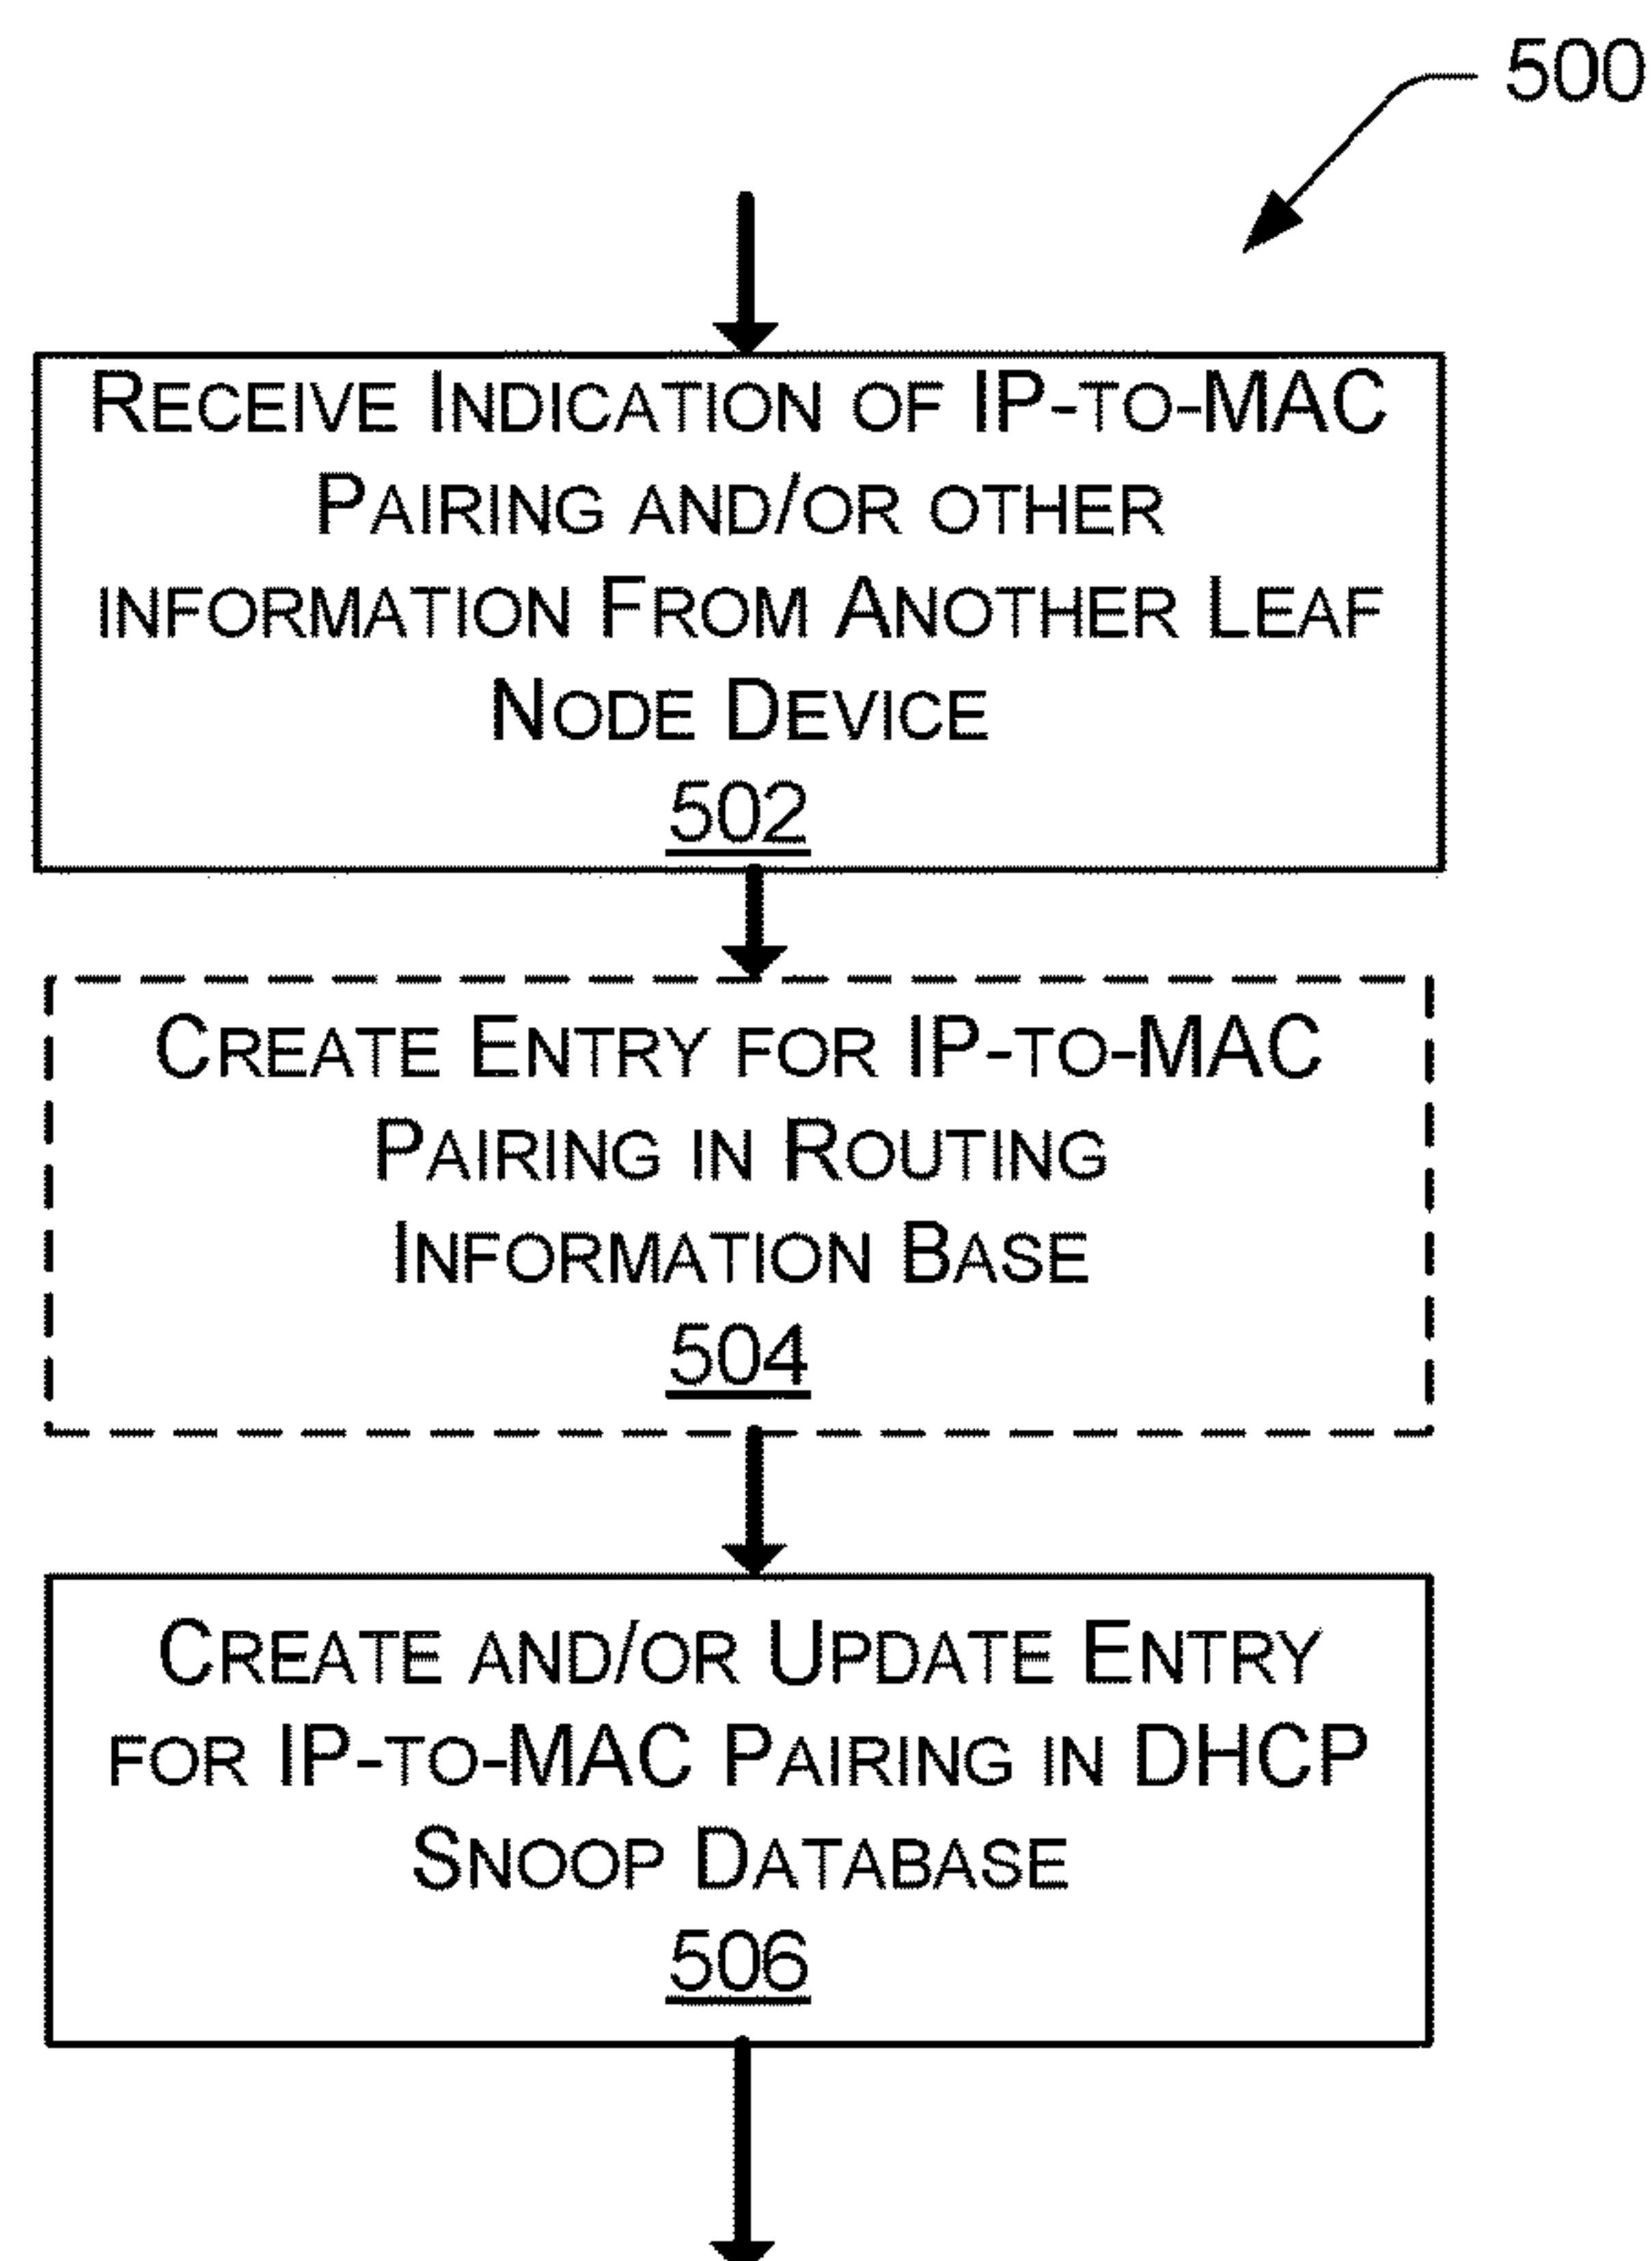 500
RECEIVE INDICATION OF IP-TO-MAC
PAIRING AND/OR OTHER
INFORMATION FROM ANOTHER LEAF
NODE DEVICE
502
CREATE ENTRY FOR IP-TO-MAC
PAIRING IN ROUTING
INFORMATION BASE
504
CREATE AND/OR UPDATE ENTRY
FOR IP-TO-MAC PAIRING IN DHCP
SNOOP DATABASE
506